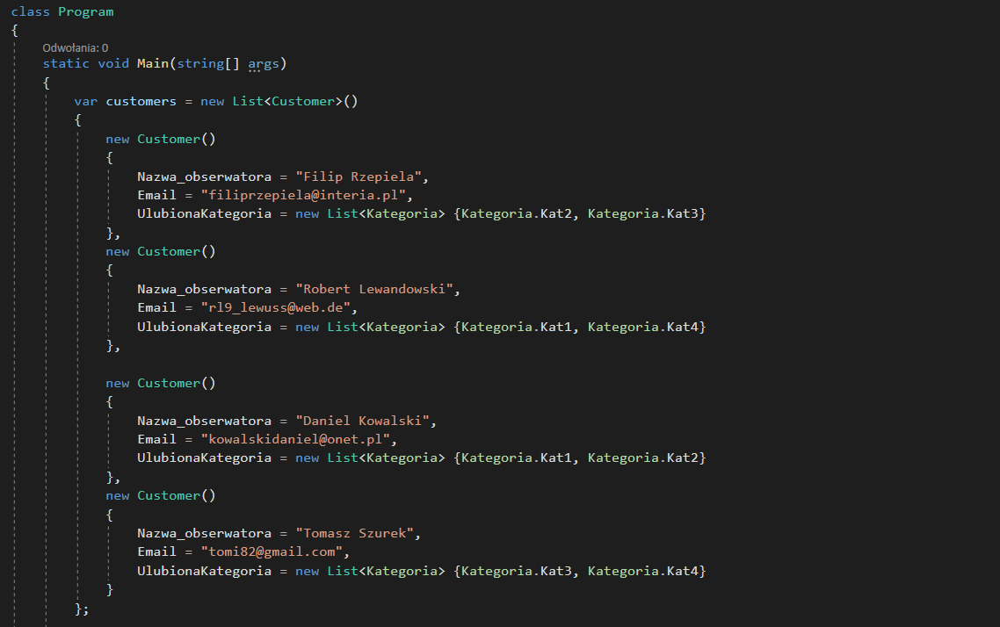 class Program
{
Odwołania: 0
static void Main(string[] args)
{
var customers = new List<Customer>()
{
new Customer()
{
Nazwa_obserwatora = "Filip Rzepiela",
Email = "filiprzepiela@interia.pl",
UlubionaKategoria = new List<Kategoria> {Kategoria.Kat2, Kategoria.Kat3}
},
new Customer()
{
Nazwa_obserwatora = "Robert Lewandowski",
Email = "rl9_lewuss@web.de",
UlubionaKategoria = new List<Kategoria> {Kategoria.Kat1, Kategoria.Kat4}
},
new Customer()
{
Nazwa_obserwatora = "Daniel Kowalski",
Email = "kowalskidaniel@onet.pl",
UlubionaKategoria = new List<Kategoria> {Kategoria.Kat1, Kategoria.Kat2}
},
new Customer()
{
Nazwa_obserwatora = "Tomasz Szurek",
Email = "tomi82@gmail.com",
UlubionaKategoria = new List<Kategoria> {Kategoria.Kat3, Kategoria.Kat4}
}
};